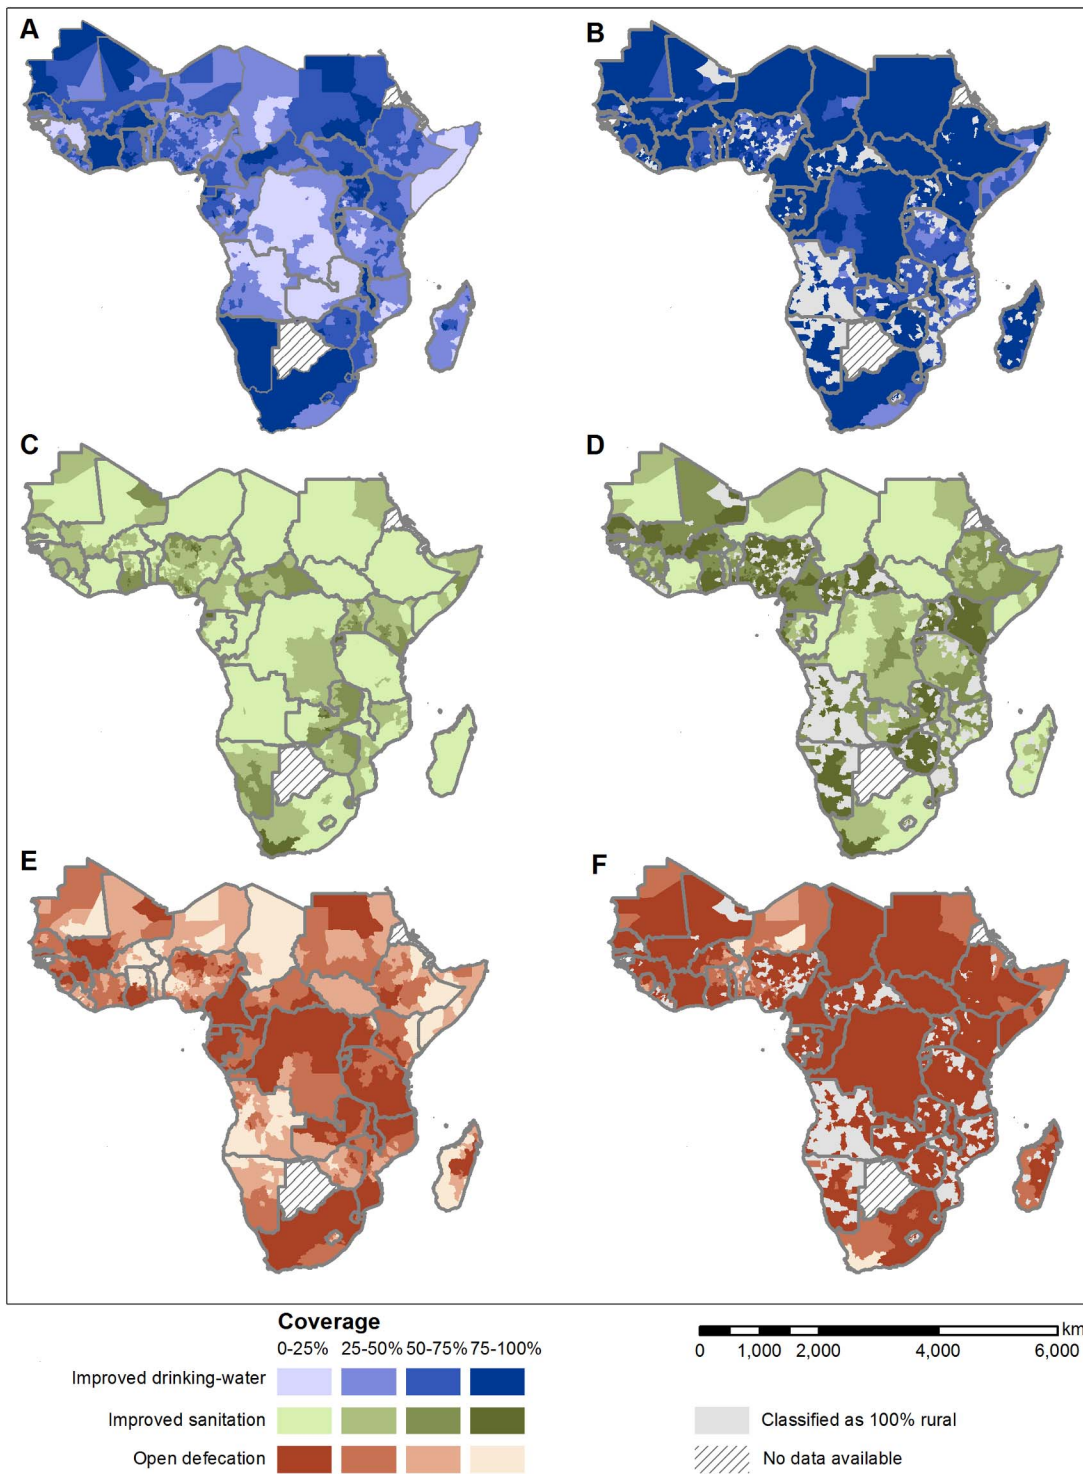 A
B
C
D
E
F
Coverage
0-25% 25-50% 50-75% 75-100%
Improved drinking-water
Improved sanitation
Open defecation
km
0 1,000 2,000 4,000 6,000
Classified as 100% rural
No data available